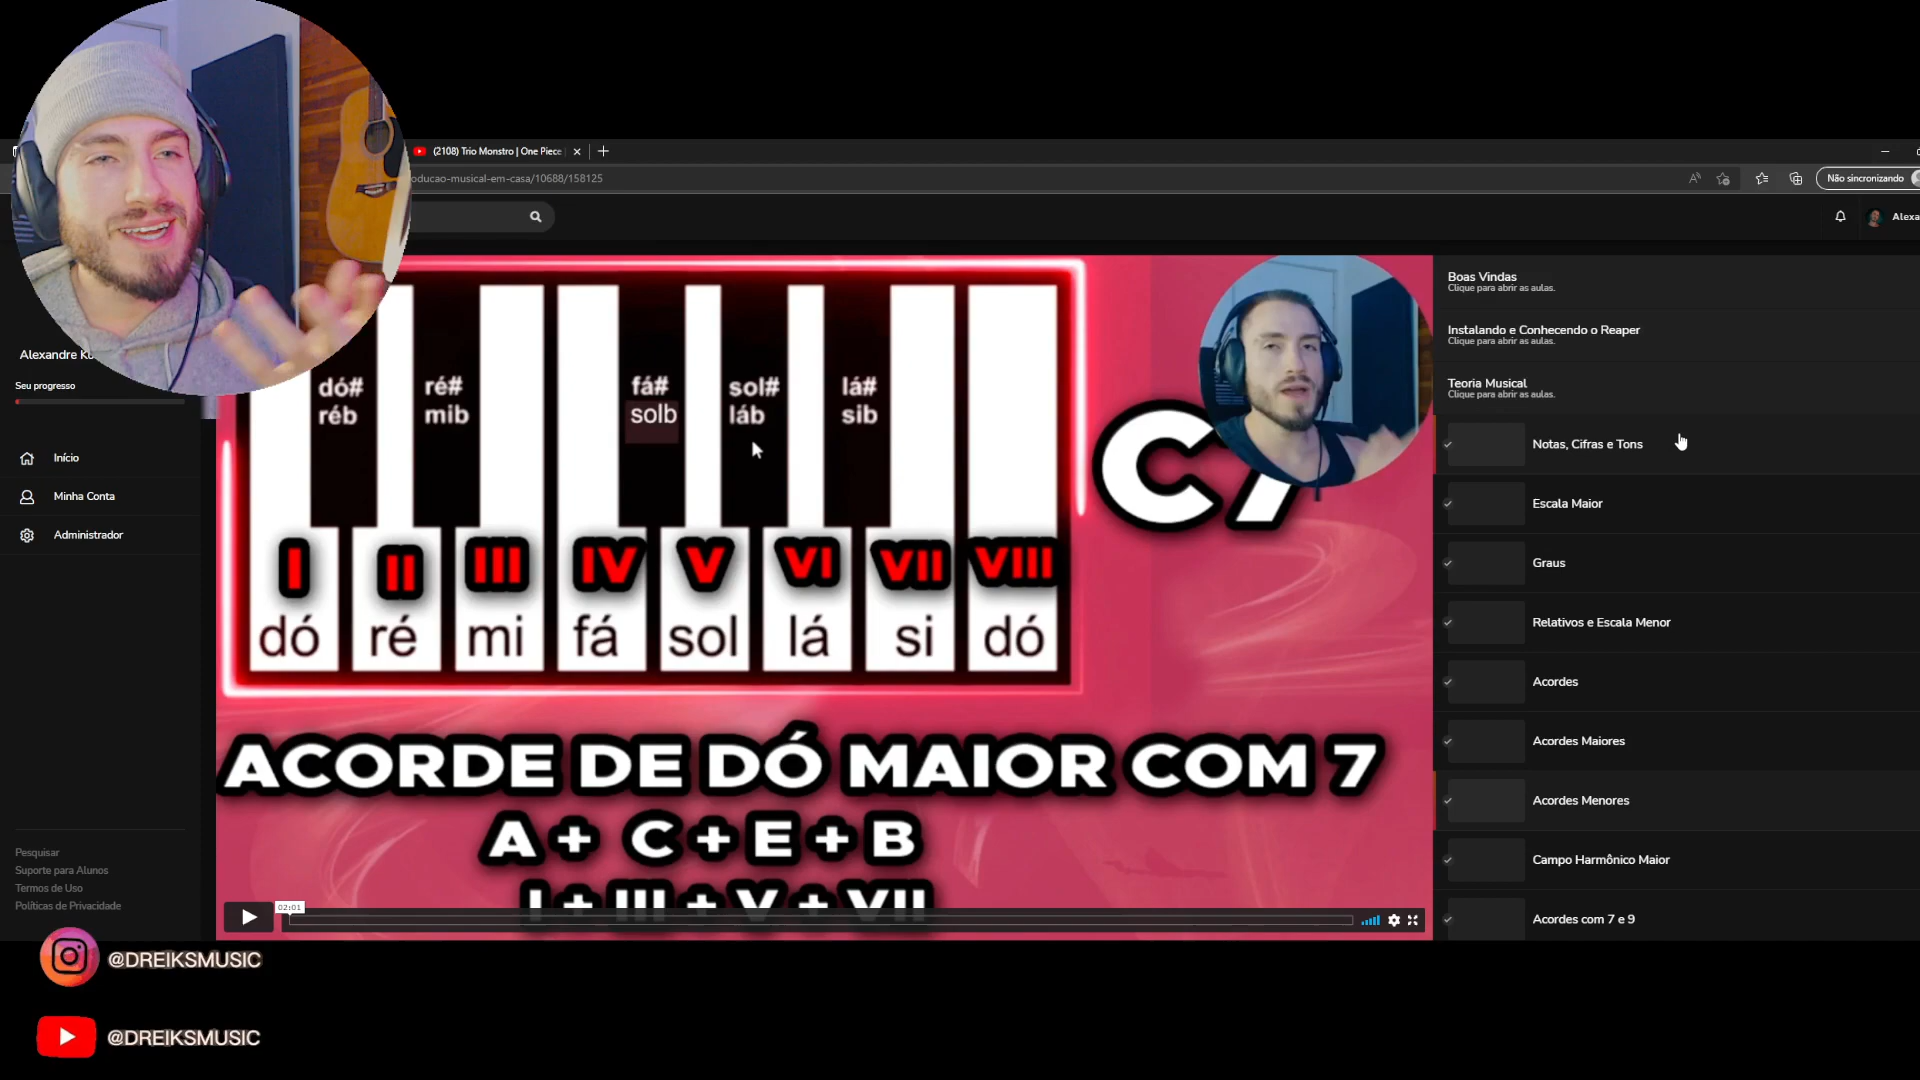 (2108) Trio Monstro | One Piece
oducao-musical-em-casa/10688/158125
Não sincronizando
Alexa
Alexandre Ku
Seu progresso
Início
Minha Conta
Administrador
Pesquisar
Suporte para Alunos
Termos de Uso
Políticas de Privacidade
dó# ré# fá# sol# lá#
réb mib solb láb sib
I II III IV V VI VII VIII
dó ré mi fá sol lá si dó
C7
ACORDE DE DÓ MAIOR COM 7
A + C + E + B
I + III + V + VII
02:01
Boas Vindas
Clique para abrir as aulas.
Instalando e Conhecendo o Reaper
Clique para abrir as aulas.
Teoria Musical
Clique para abrir as aulas.
Notas, Cifras e Tons
Escala Maior
Graus
Relativos e Escala Menor
Acordes
Acordes Maiores
Acordes Menores
Campo Harmônico Maior
Acordes com 7 e 9
@DREIKSMUSIC
@DREIKSMUSIC